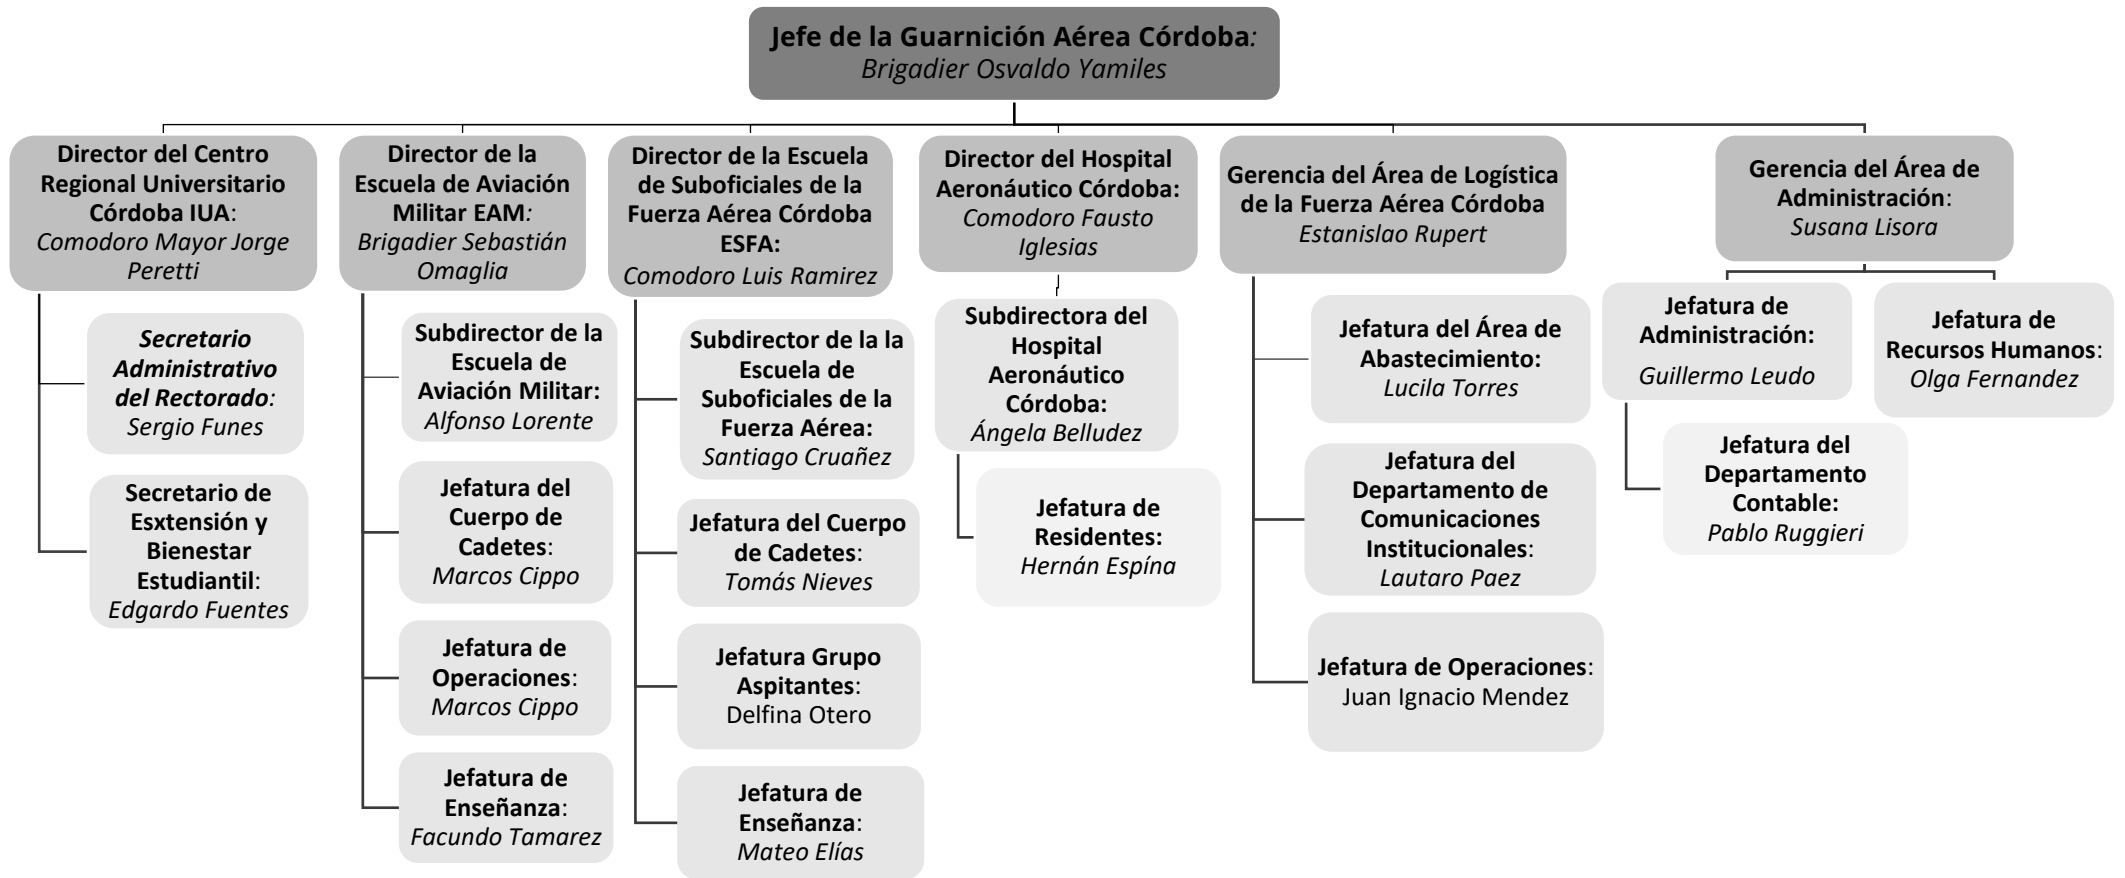 Jefe de la Guarnición Aérea Córdoba:
Brigadier Osvaldo Yamiles
Director del Centro
Regional Universitario
Córdoba IUA:
Comodoro Mayor Jorge
Peretti
Secretario
Administrativo
del Rectorado:
Sergio Funes
Secretario de
Esxtensión y
Bienestar
Estudiantil:
Edgardo Fuentes
Director de la
Escuela de Aviación
Militar EAM:
Brigadier Sebastián
Omaglia
Subdirector de la
Escuela de
Aviación Militar:
Alfonso Lorente
Jefatura del
Cuerpo de
Cadetes:
Marcos Cippo
Jefatura de
Operaciones:
Marcos Cippo
Jefatura de
Enseñanza:
Facundo Tamarez
Director de la Escuela
de Suboficiales de la
Fuerza Aérea Córdoba
ESFA:
Comodoro Luis Ramirez
Subdirector de la la
Escuela de
Suboficiales de la
Fuerza Aérea:
Santiago Cruañez
Jefatura del Cuerpo
de Cadetes:
Tomás Nieves
Jefatura Grupo
Aspitantes:
Delfina Otero
Jefatura de
Enseñanza:
Mateo Elías
Director del Hospital
Aeronáutico Córdoba:
Comodoro Fausto
Iglesias
Subdirectora del
Hospital
Aeronáutico
Córdoba:
Ángela Belludez
Jefatura de
Residentes:
Hernán Espína
Gerencia del Área de Logística
de la Fuerza Aérea Córdoba
Estanislao Rupert
Jefatura del Área de
Abastecimiento:
Lucila Torres
Jefatura del
Departamento de
Comunicaciones
Institucionales:
Lautaro Paez
Jefatura de Operaciones:
Juan Ignacio Mendez
Gerencia del Área de
Administración:
Susana Lisora
Jefatura de
Administración:
Guillermo Leudo
Jefatura del
Departamento
Contable:
Pablo Ruggieri
Jefatura de
Recursos Humanos:
Olga Fernandez